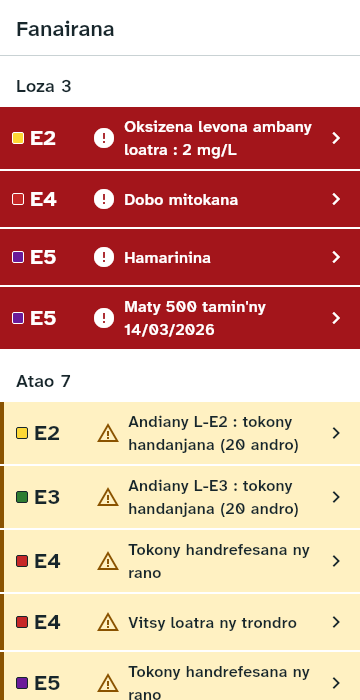 Fanairana
Loza 3
E2
Oksizena levona ambany
loatra : 2 mg/L
E4
Dobo mitokana
E5
Hamarinina
E5
Maty 500 tamin'ny
14/03/2026
Atao 7
E2
Andiany L-E2 : tokony
handanjana (20 andro)
E3
Andiany L-E3 : tokony
handanjana (20 andro)
E4
Tokony handrefesana ny
rano
E4
Vitsy loatra ny trondro
E5
Tokony handrefesana ny
rano